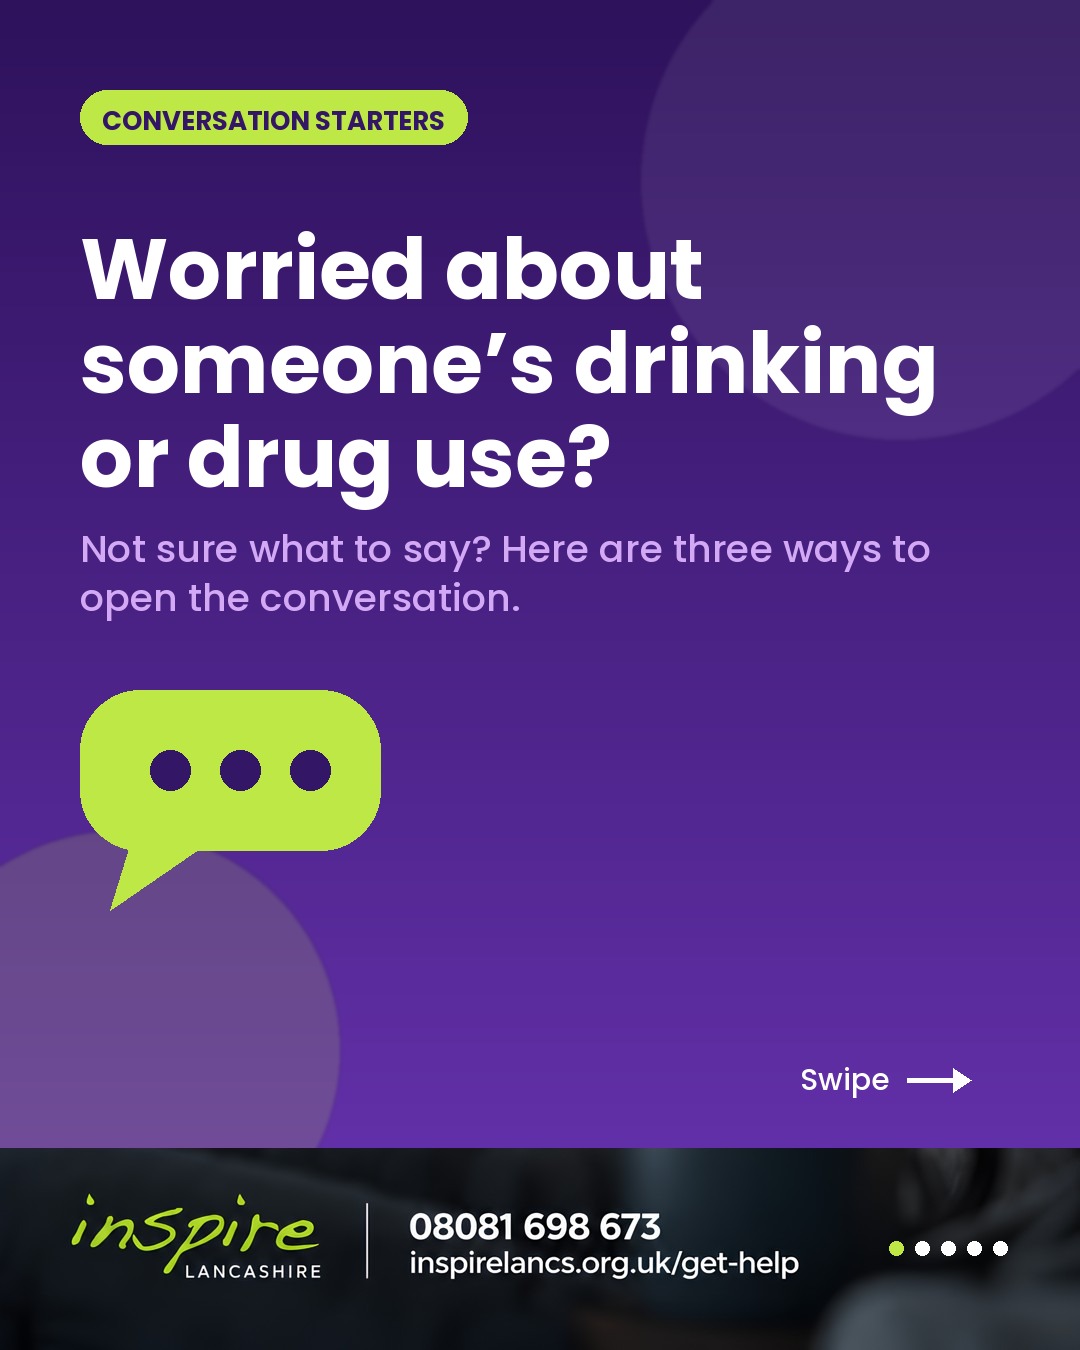 CONVERSATION STARTERS
Worried about
someone’s drinking
or drug use?
Not sure what to say? Here are three ways to
open the conversation.
Swipe
inspire
LANCASHIRE
08081 698 673
inspirelancs.org.uk/get-help